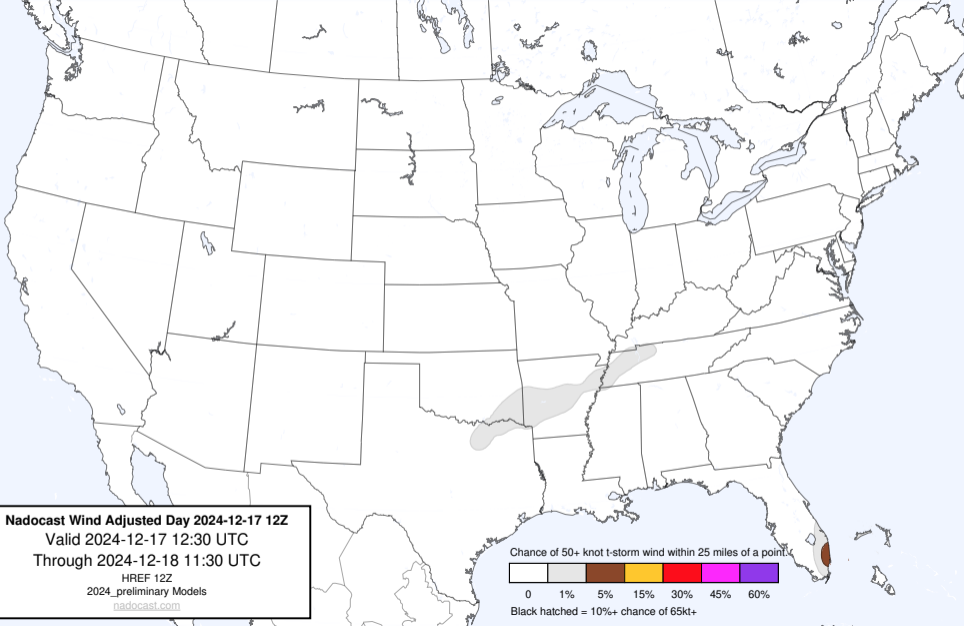 Nadocast Wind Adjusted Day 2024-12-17 12Z
Valid 2024-12-17 12:30 UTC
Through 2024-12-18 11:30 UTC
HREF 12Z
2024_preliminary Models
nadocast.com
Chance of 50+ knot t-storm wind within 25 miles of a point.
0 1% 5% 15% 30% 45% 60%
Black hatched = 10%+ chance of 65kt+